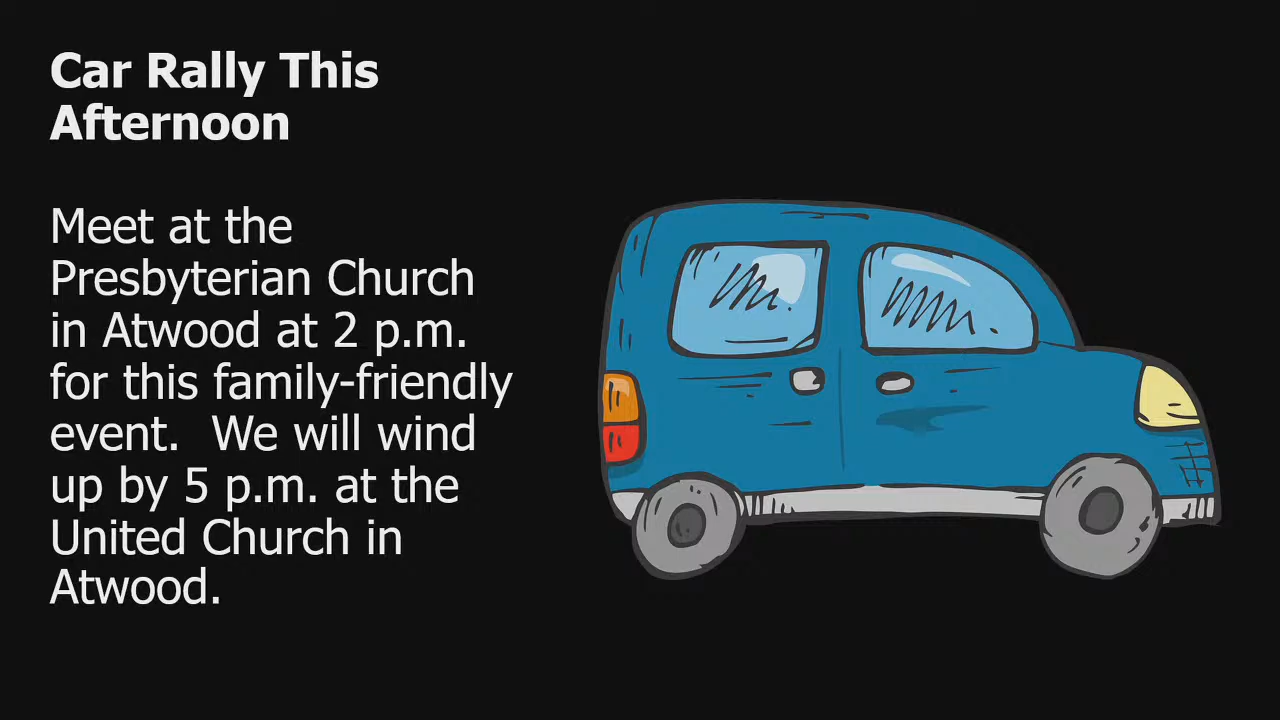 Car Rally This
Afternoon
Meet at the
Presbyterian Church
in Atwood at 2 p.m.
for this family-friendly
event.  We will wind
up by 5 p.m. at the
United Church in
Atwood.